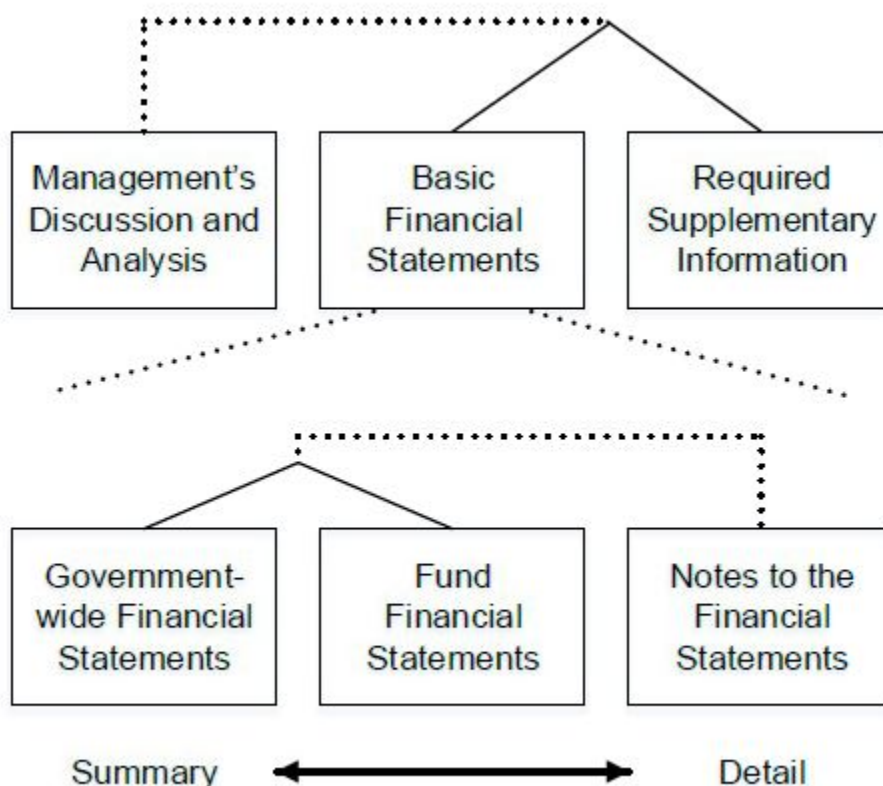 Management's
Discussion and
Analysis
Basic
Financial
Statements
Required
Supplementary
Information
Government-
wide Financial
Statements
Fund
Financial
Statements
Notes to the
Financial
Statements
Summary
Detail